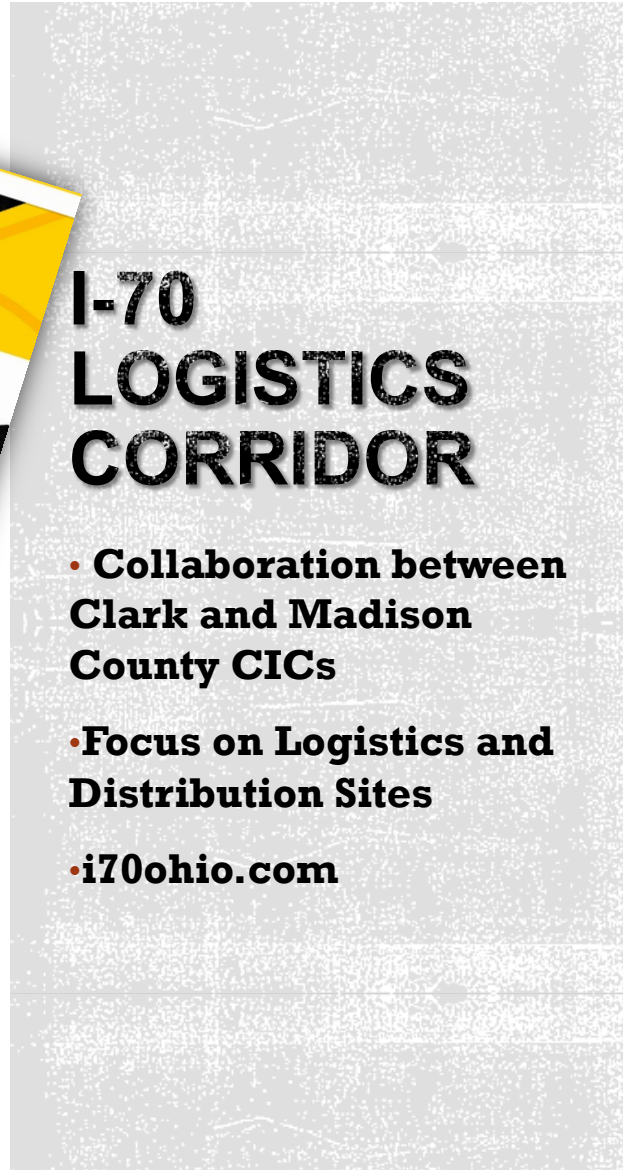 I-70
LOGISTICS
CORRIDOR
• Collaboration between
Clark and Madison
County CICs
•Focus on Logistics and
Distribution Sites
•i70ohio.com